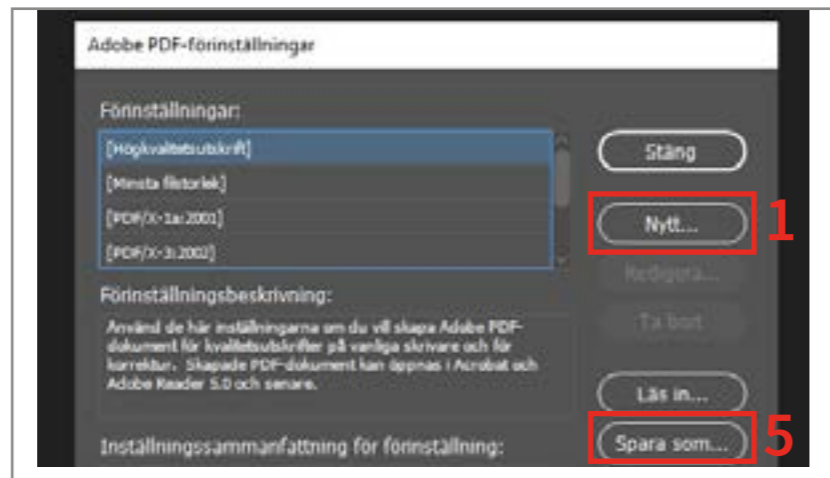 Adobe PDF-förinställningar
Förinställningar:
[Högkvalitetsutskrift]
[Minsta filstorlek]
[PDF/X-1a:2001]
[PDF/X-3:2002]
Stäng
Nytt...
1
Redigera...
Ta bort
Förinställningsbeskrivning:
Använd de här inställningarna om du vill skapa Adobe PDF-
dokument för kvalitetsutskrifter på vanliga skrivare och för
korrektur. Skapade PDF-dokument kan öppnas i Acrobat och
Adobe Reader 5.0 och senare.
Läs in...
Spara som...
5
Inställningssammanfattning för förinställning: